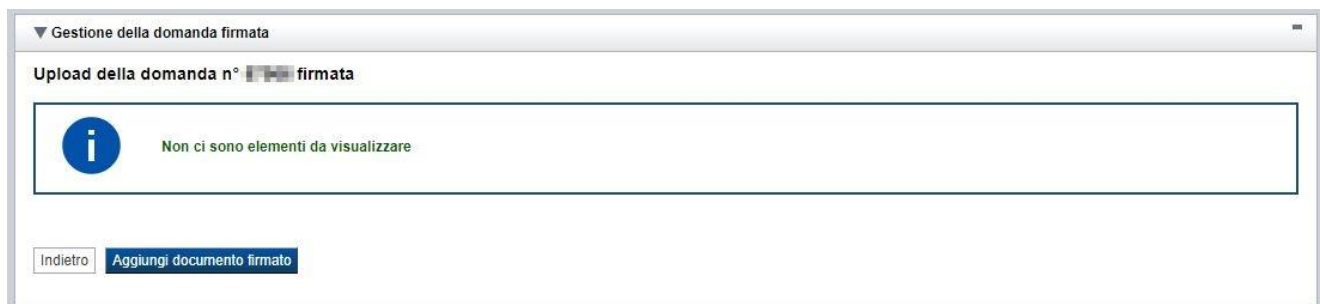 Gestione della domanda firmata
Upload della domanda n° firmata
i
Non ci sono elementi da visualizzare
Indietro
Aggiungi documento firmato